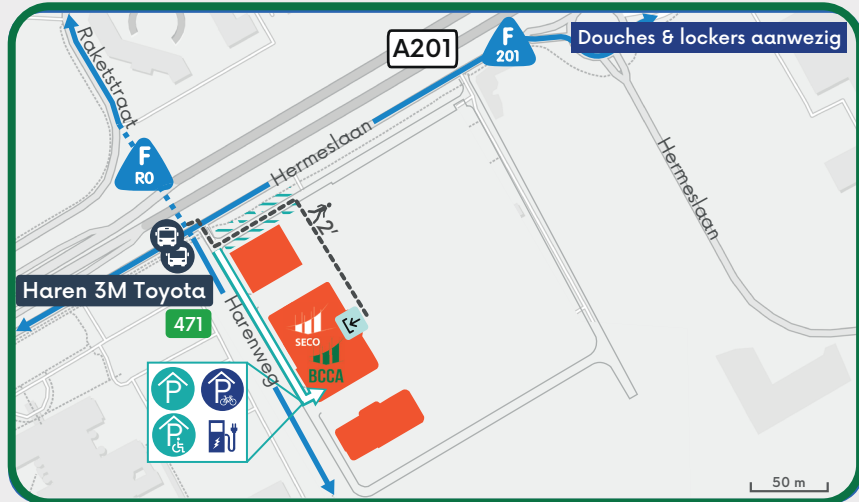 Raketstraat
A201
F
201
Douches & lockers aanwezig
F
R0
Hermeslaan
Hermeslaan
2'
Haren 3M Toyota
471
Harenweg
SECO
BCCA
P
P
P
50 m